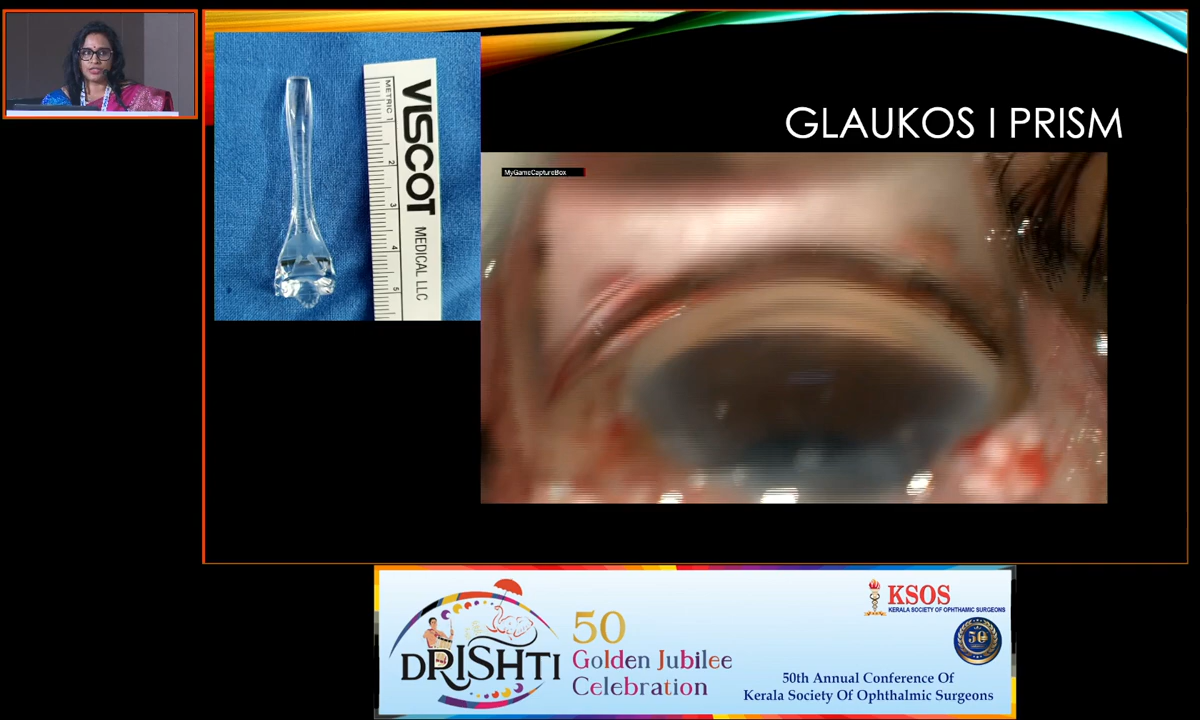 GLAUKOS I PRISM
METRIC 1
2
3
4
5
VISCOT
MEDICAL LLC
MyGameCaptureBox
DRISHTI
50
Golden Jubilee
Celebration
KSOS
KERALA SOCIETY OF OPHTHAMIC SURGEONS
50
50th Annual Conference Of
Kerala Society Of Ophthalmic Surgeons